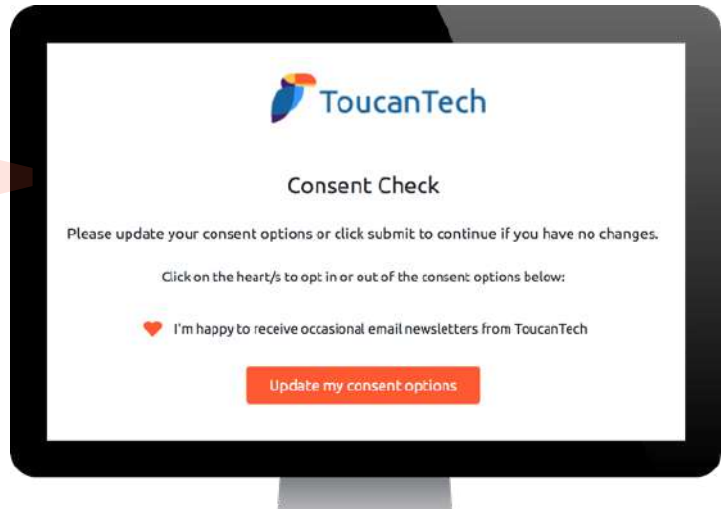 ToucanTech
Consent Check
Please update your consent options or click submit to continue if you have no changes.
Click on the heart/s to opt in or out of the consent options below:
I'm happy to receive occasional email newsletters from ToucanTech
Update my consent options